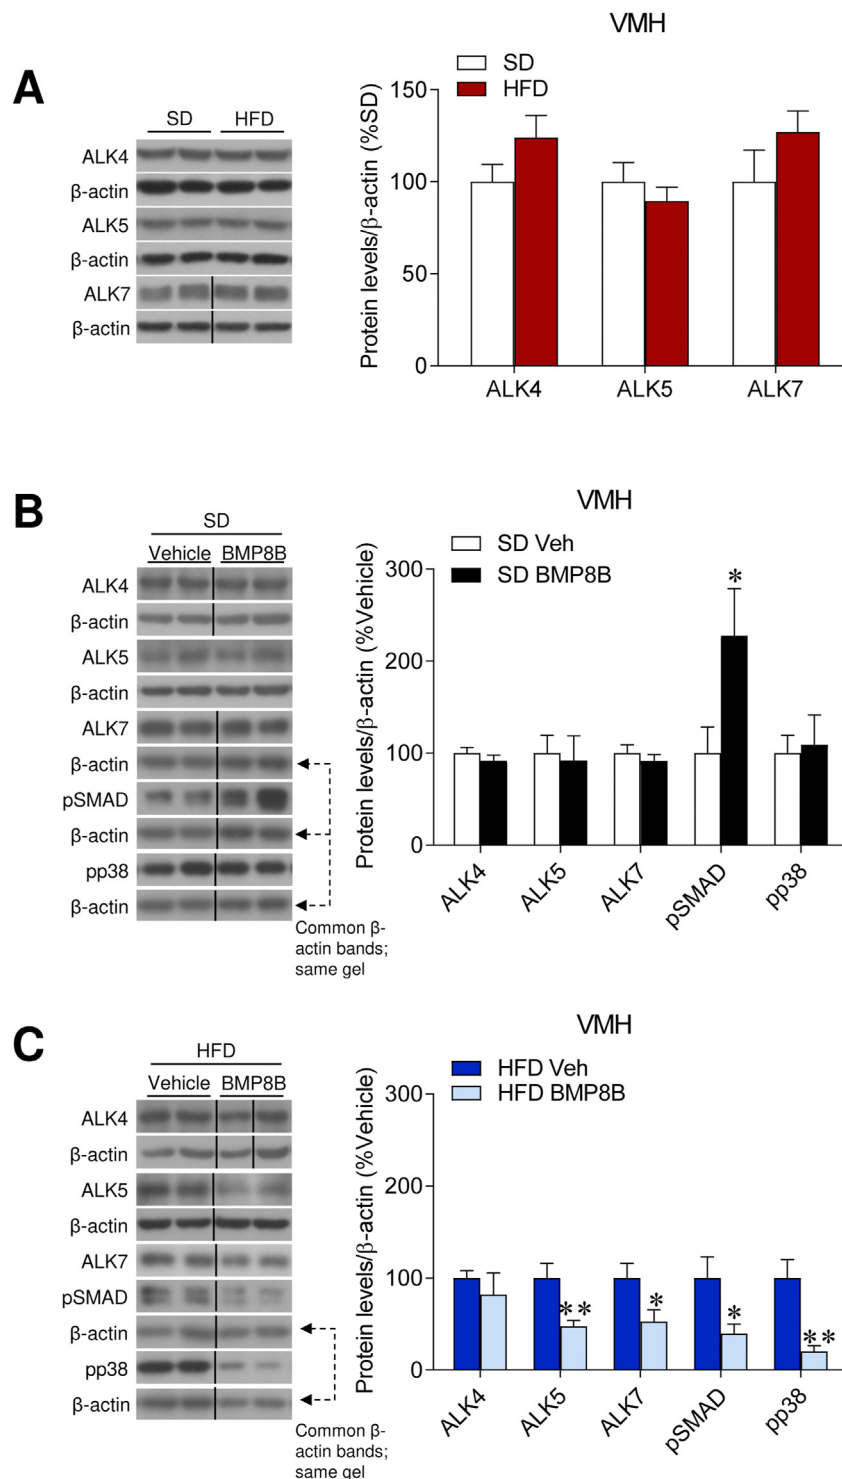 A
SD HFD
ALK4
β-actin
ALK5
β-actin
ALK7
β-actin
VMH
SD
HFD
Protein levels/β-actin (%SD)
150
100
50
0
ALK4 ALK5 ALK7
B
SD
Vehicle BMP8B
ALK4
β-actin
ALK5
β-actin
ALK7
β-actin
pSMAD
β-actin
pp38
β-actin
Common β-
actin bands;
same gel
VMH
SD Veh
SD BMP8B
Protein levels/β-actin (%Vehicle)
300
200
100
0
*
ALK4 ALK5 ALK7 pSMAD pp38
C
HFD
Vehicle BMP8B
ALK4
β-actin
ALK5
β-actin
ALK7
pSMAD
β-actin
pp38
β-actin
Common β-
actin bands;
same gel
VMH
HFD Veh
HFD BMP8B
Protein levels/β-actin (%Vehicle)
300
200
100
0
** * * **
ALK4 ALK5 ALK7 pSMAD pp38